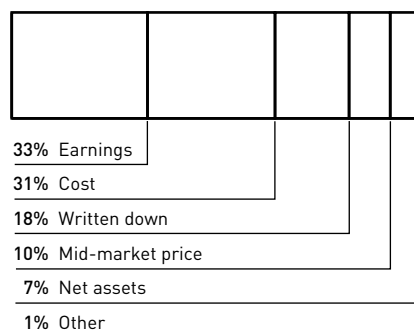 33% Earnings
31% Cost
18% Written down
10% Mid-market price
7% Net assets
1% Other